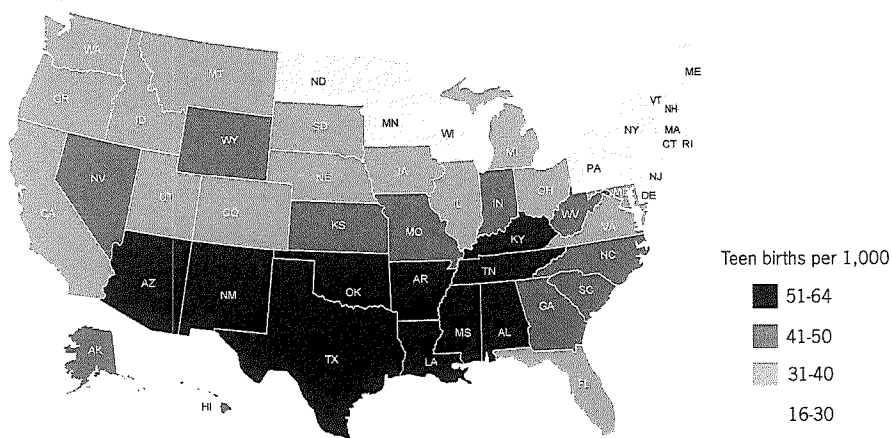 WA
MT
ND
ME
OR
ID
MN
VT
NH
SD
WI
NY
MA
WY
MI
CT RI
IA
PA
NE
NJ
NV
OH
UT
IL
IN
DE
CA
CO
WV
MD
VA
KS
MO
KY
NC
TN
AZ
OK
AR
NM
SC
MS
AL
GA
TX
LA
AK
FL
HI
Teen births per 1,000
51-64
41-50
31-40
16-30